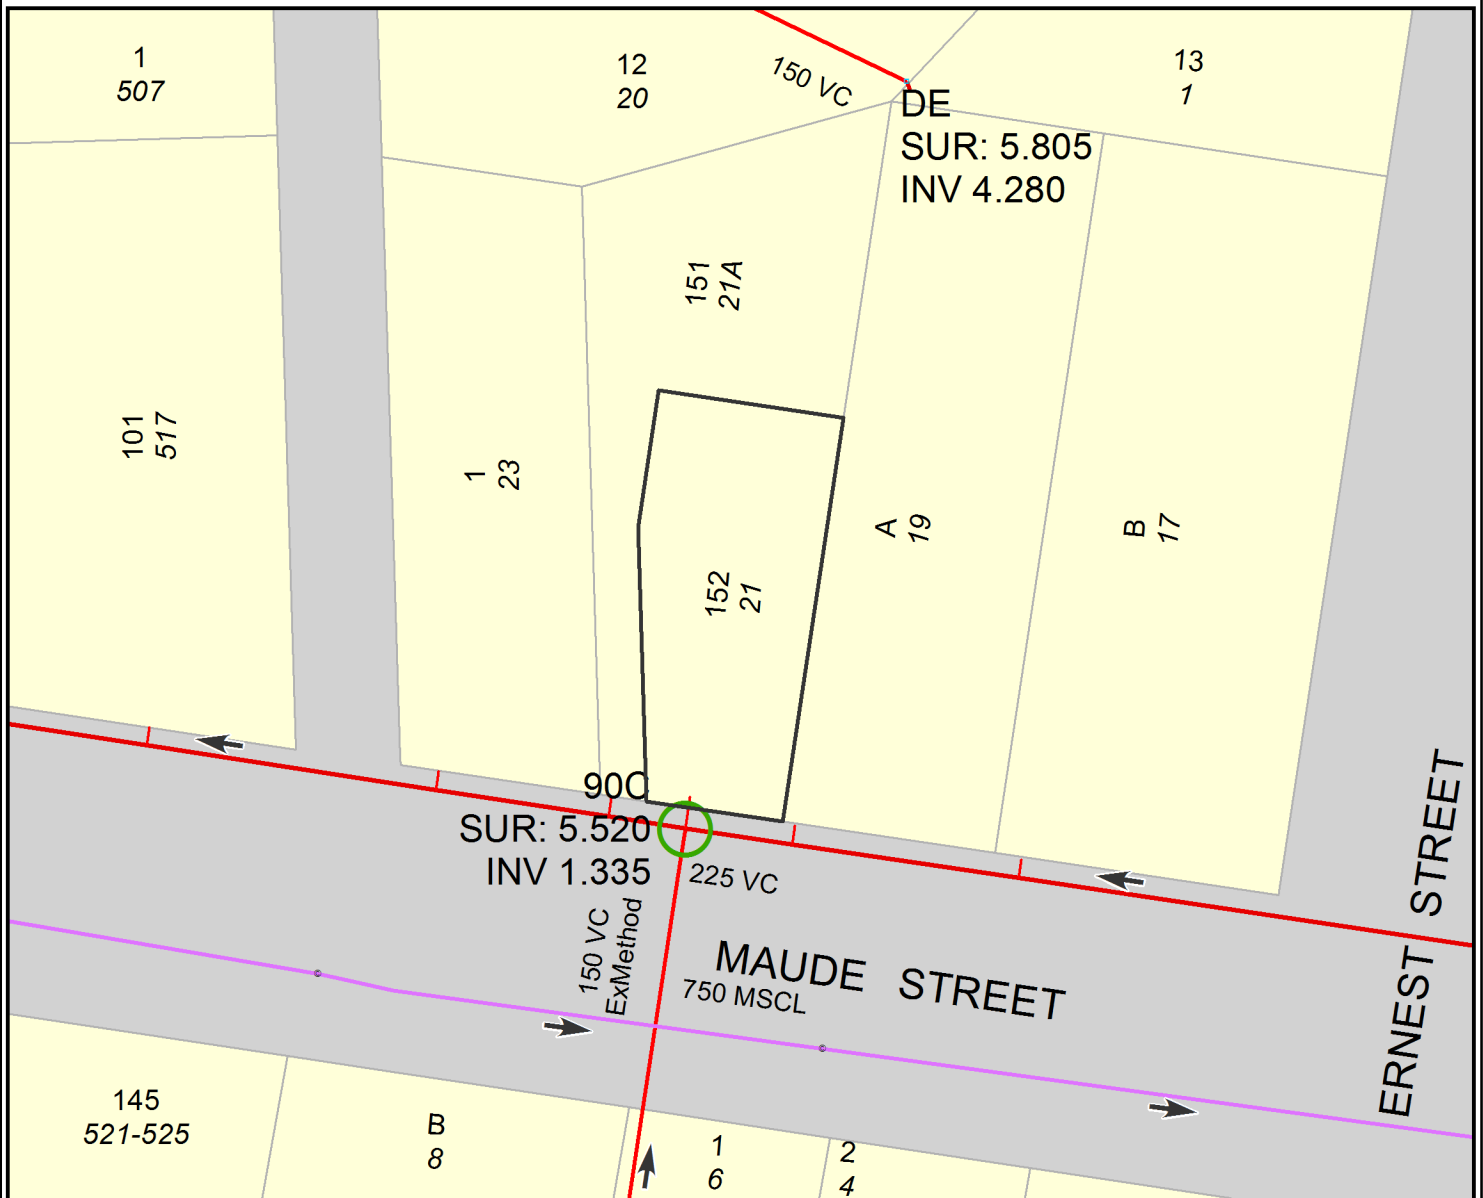 1
507
12
20
150 VC
13
1
DE
SUR: 5.805
INV 4.280
151
21A
101
517
1
23
152
21
A
19
B
17
90C
SUR: 5.520
INV 1.335
225 VC
150 VC
ExMethod
MAUDE STREET
750 MSCL
ERNEST STREET
145
521-525
B
8
1
6
2
4